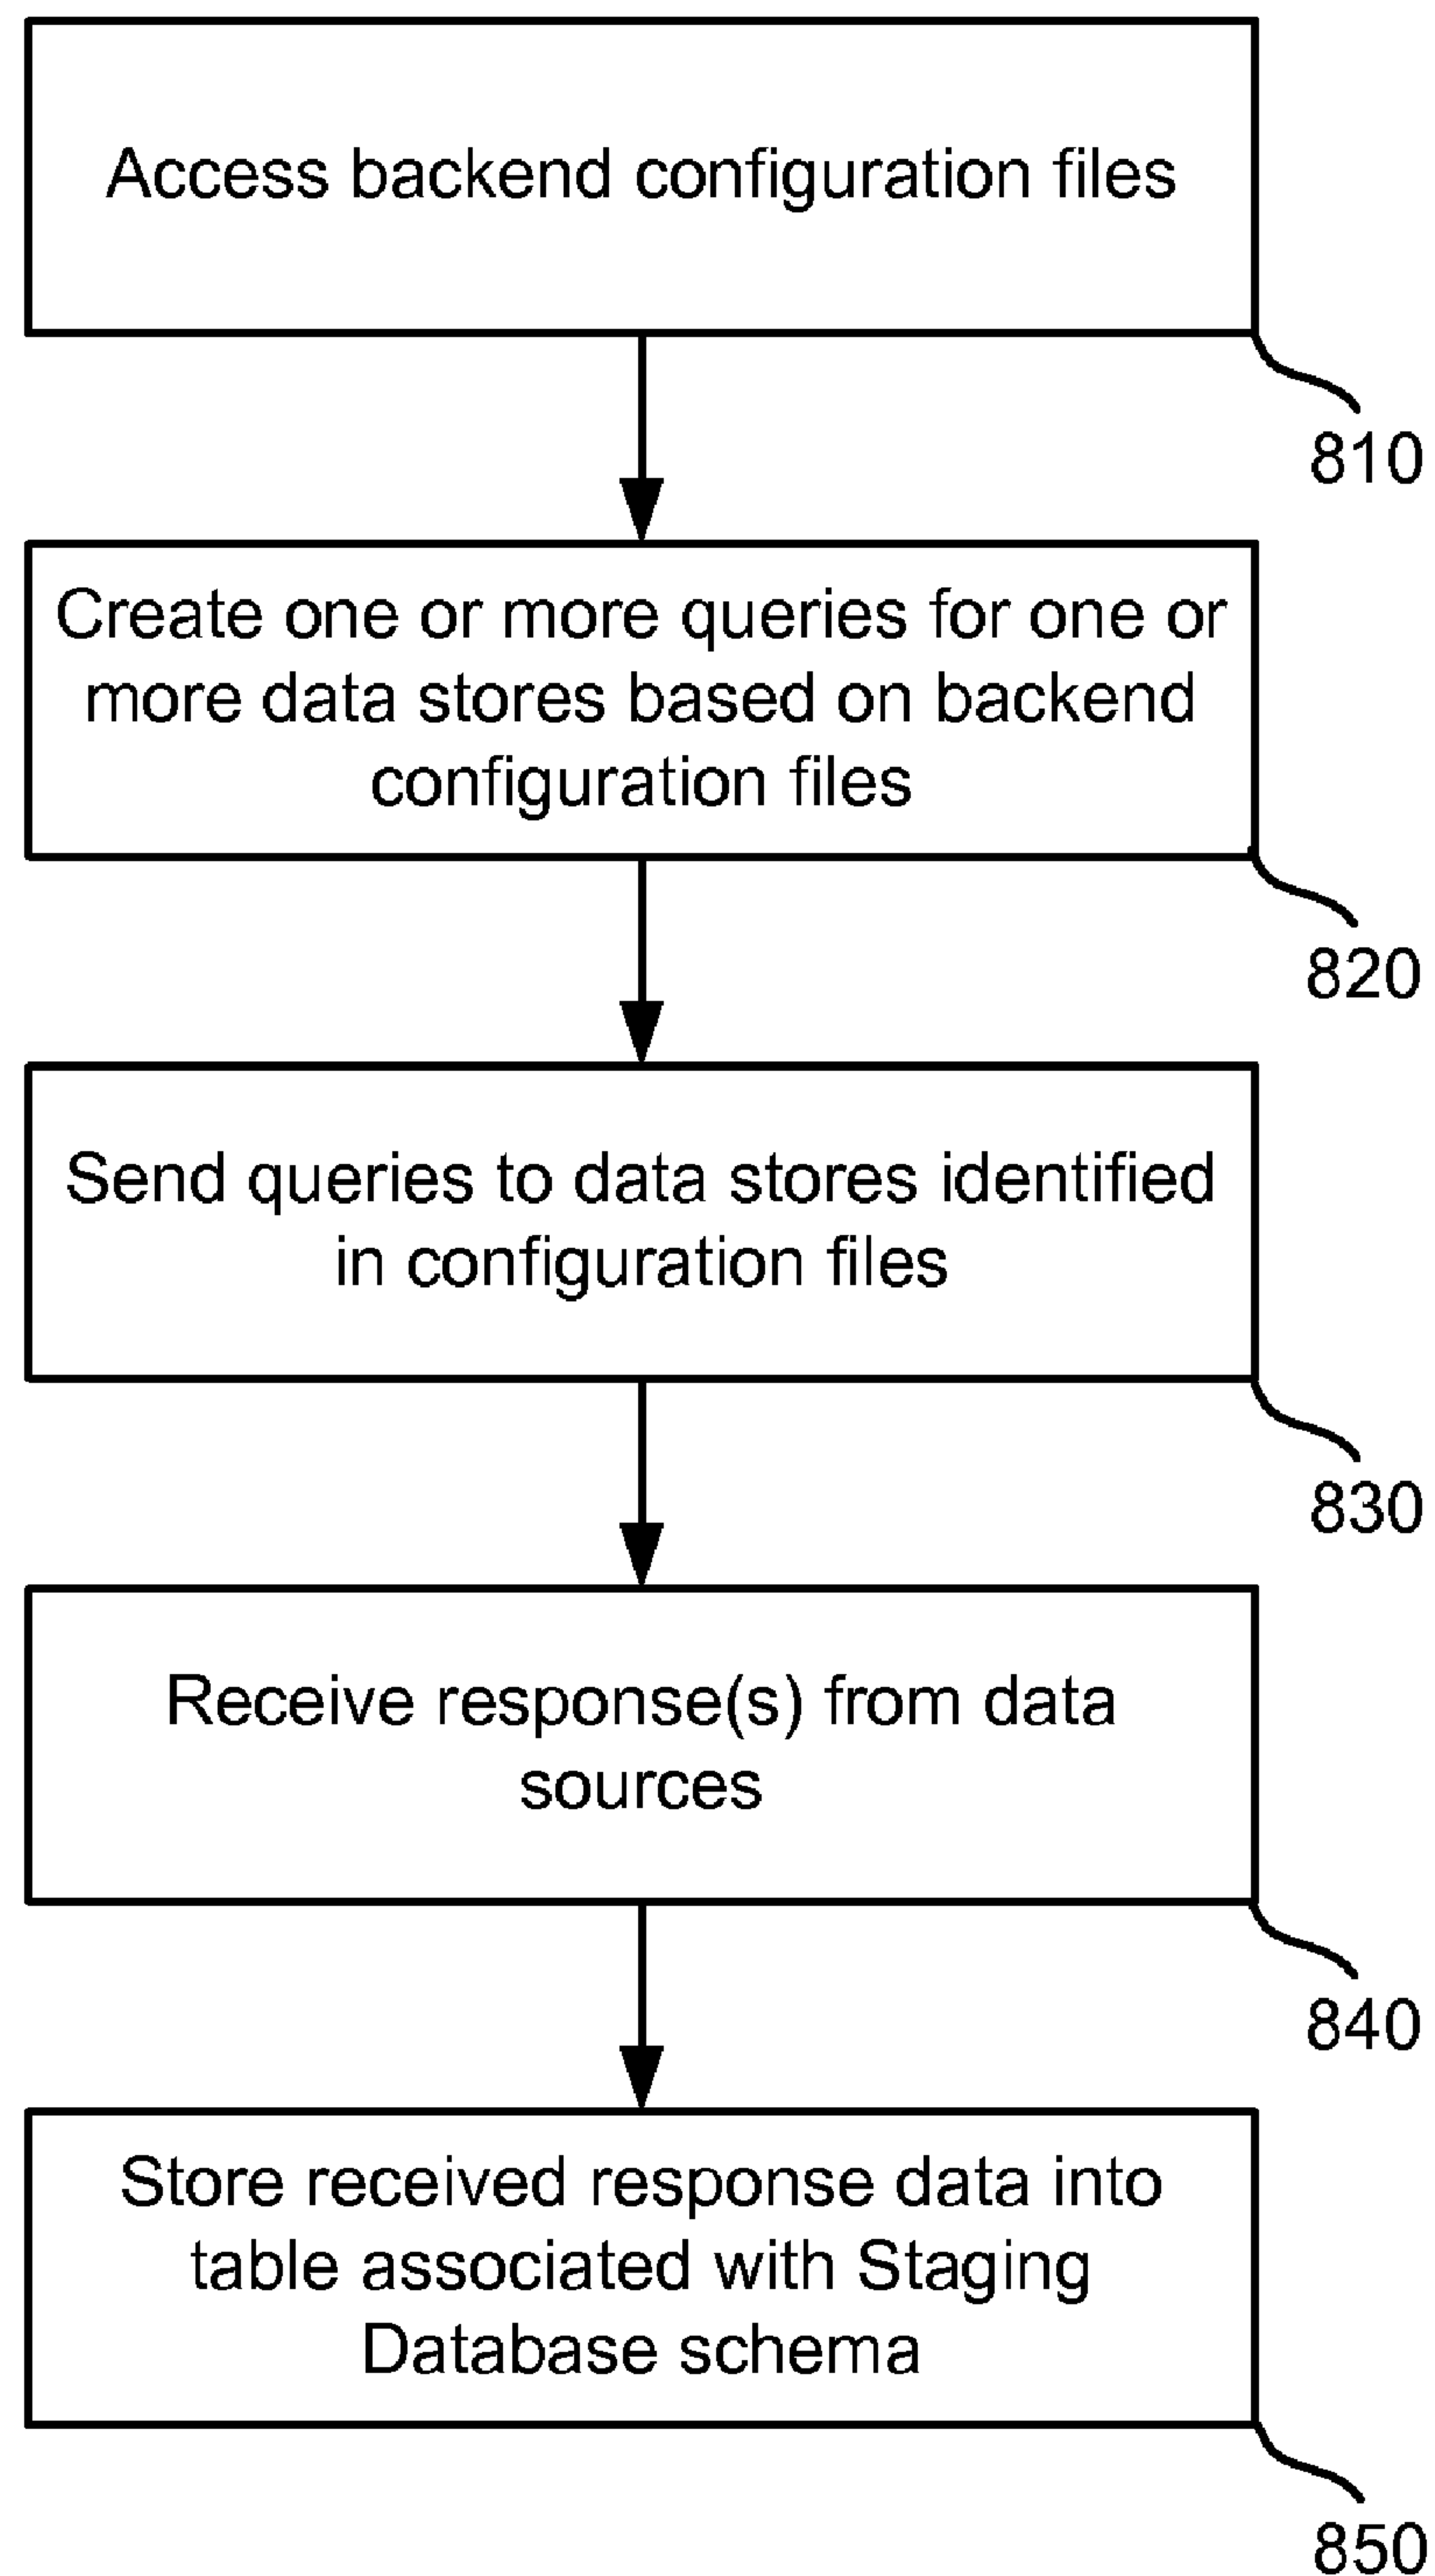 Access backend configuration files
810
Create one or more queries for one or
more data stores based on backend
configuration files
820
Send queries to data stores identified
in configuration files
830
Receive response(s) from data
sources
840
Store received response data into
table associated with Staging
Database schema
850